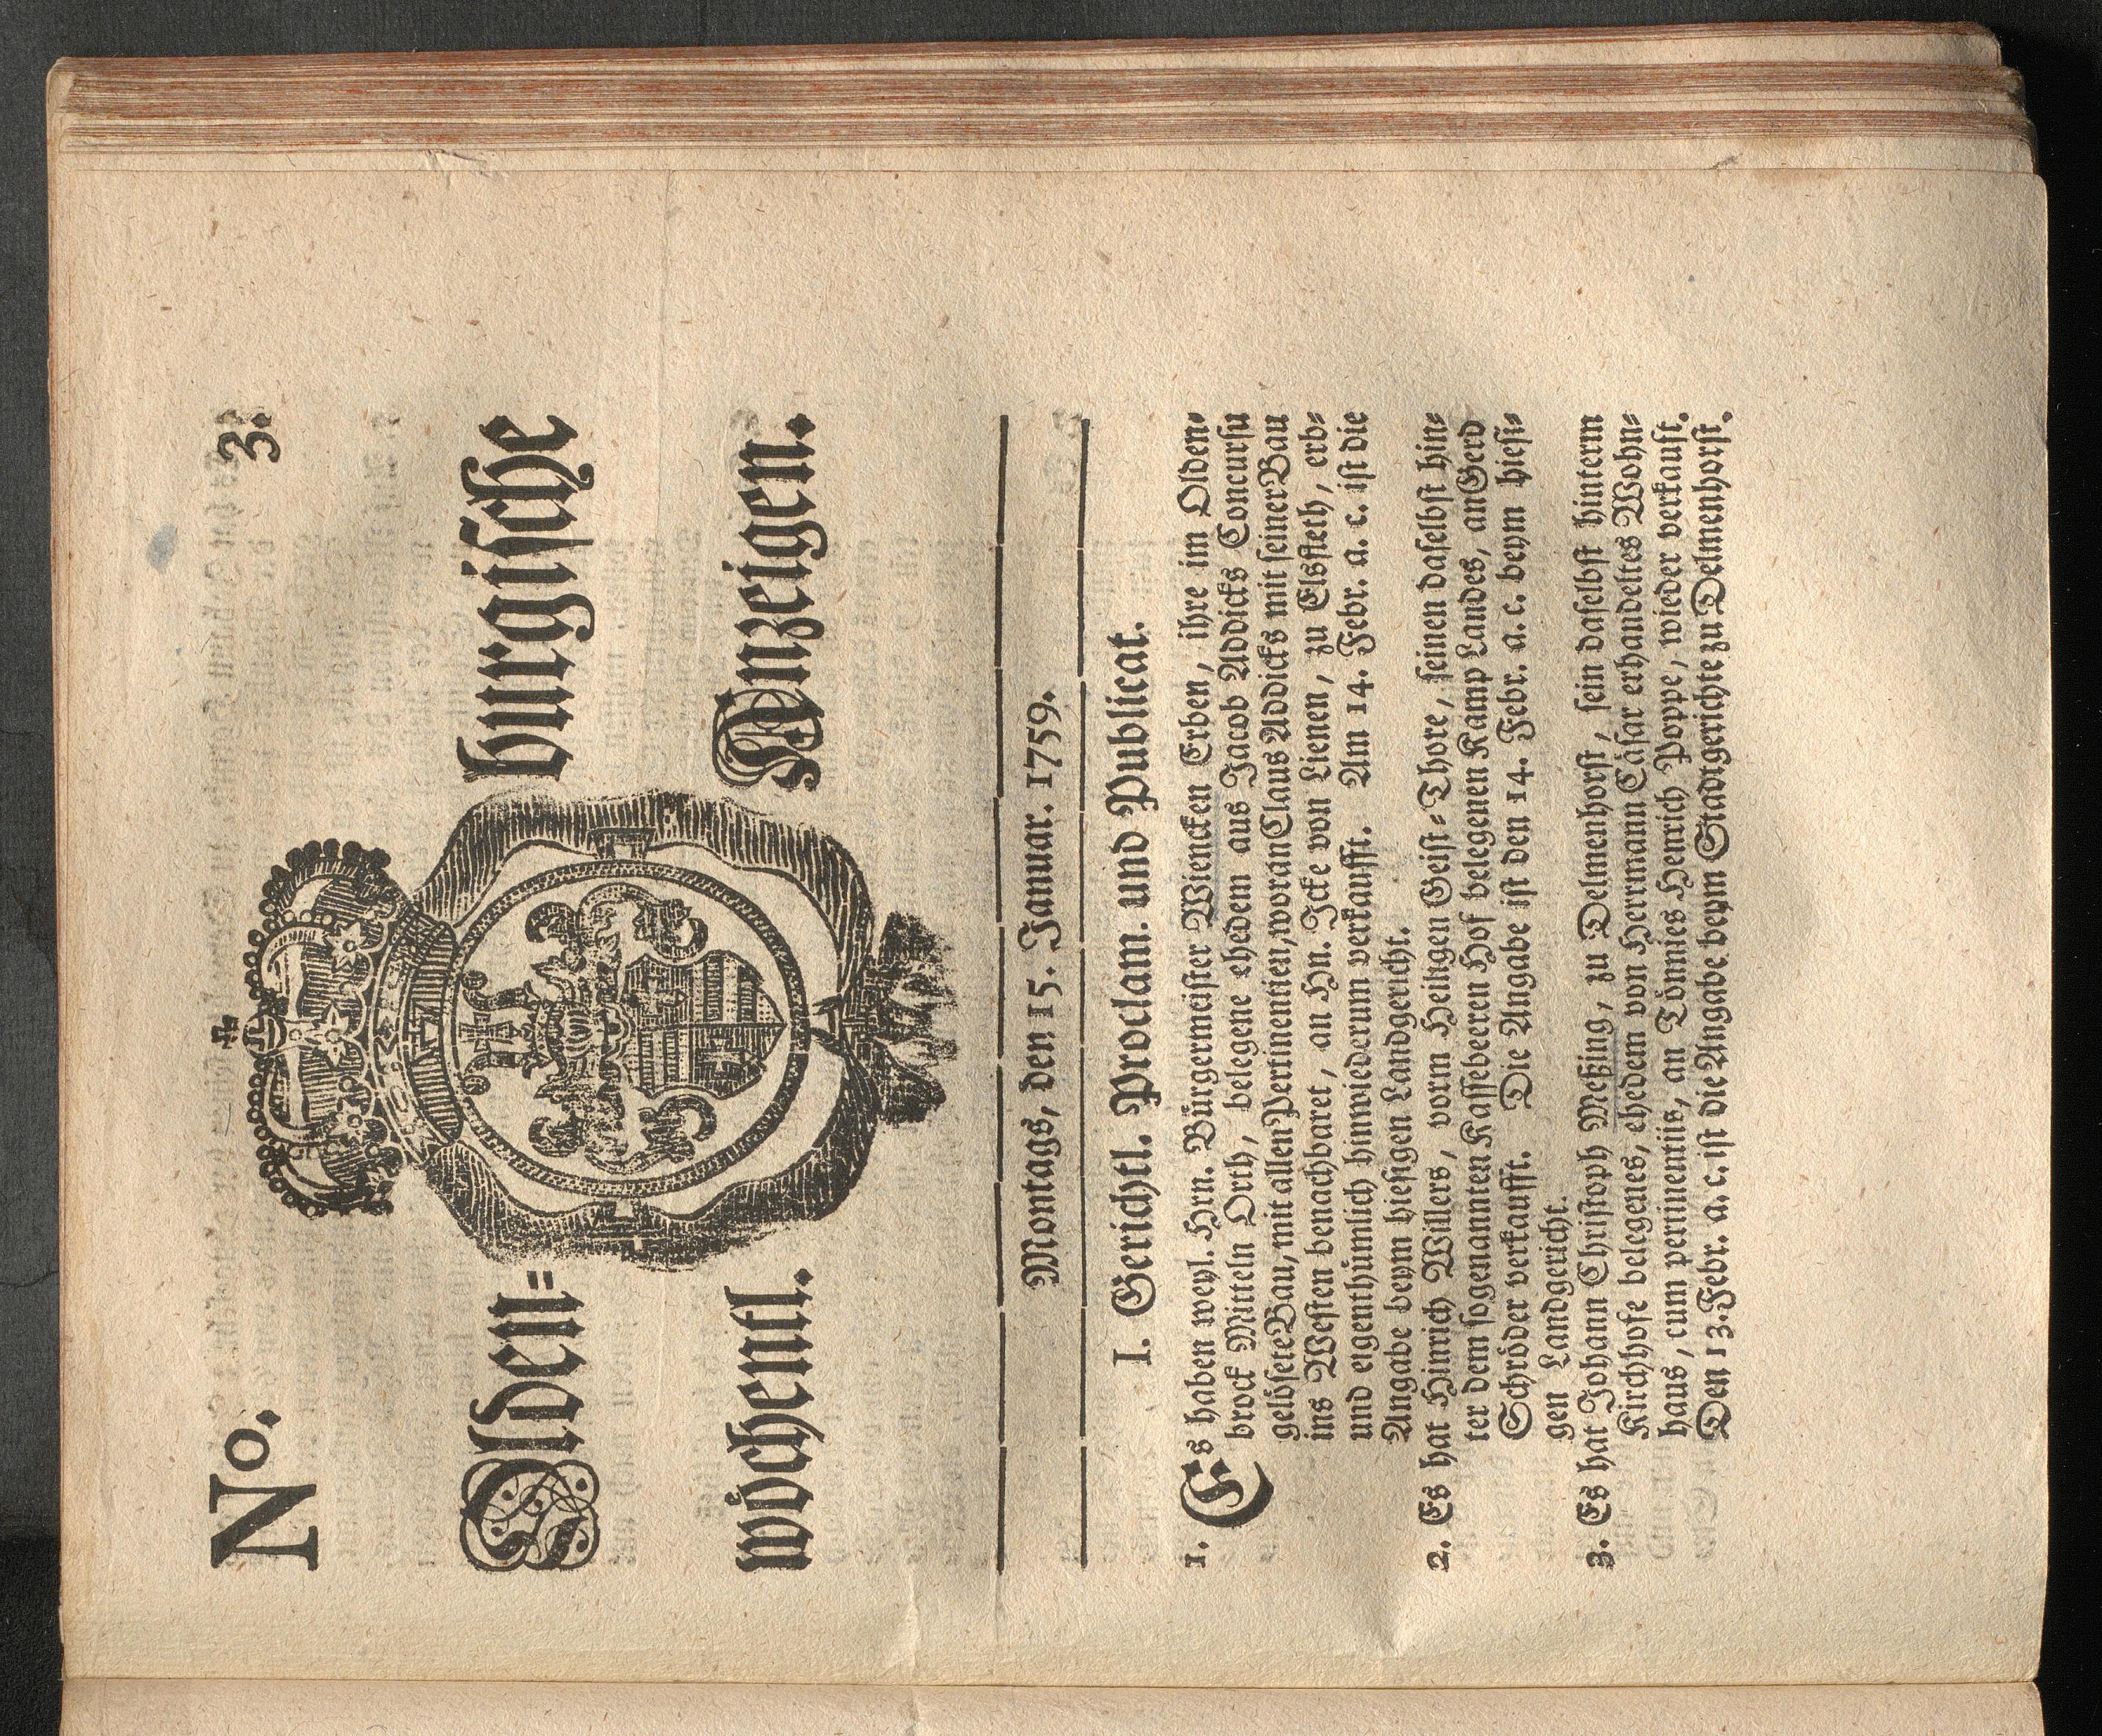 No. 3.
Olden= burgische
wöchentl. Anzeigen.
Montags, den 15. Januar. 1759.
I. Gerichtl. Proclam. und Publicat.
1. Es haben weyl. Hrn. Bürgermeister Wiencken Erben, ihre im Olden-
brock Mitteln Orth, belegene ehedem aus Jacob Addicks Concursu
gelösete Bau, mit allen Pertinentien, woran Claus Addicks mit seiner Bau
ins Westen benachbaret, an Hn. Icke von Lienen, zu Elsfleth, erb=
und eigenthümlich hinwiederum verkaufft. Am 14. Febr. a. c. ist die
Angabe beym hiesigen Landgericht.
2. Es hat Hinrich Willers, vorm Heiligen Geist=Thore, seinen daselbst hin=
ter dem sogenannten Kassebeeren Hof belegenen Kamp Landes, an Gerd
Schröder verkaufft. Die Angabe ist den 14. Febr. a. c. beym hiesi=
gen Landgericht.
3. Es hat Johann Christoph Meßing, zu Delmenhorst, sein daselbst hinterm
Kirchhofe belegenes, ehedem von Herrmann Cäsar erhandeltes Wohn=
haus, cum pertinentiis, an Tönnies Henrich Poppe, wieder verkauft.
Den 13. Febr. a. c. ist die Angabe beym Stadtgerichte zu Delmenhorst.